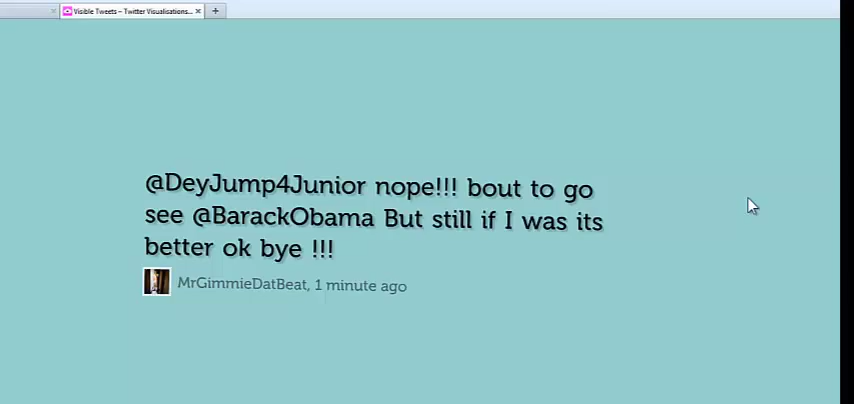 Visible Tweets – Twitter Visualisations...
@DeyJump4Junior nope!!! bout to go
see @BarackObama But still if I was its
better ok bye !!!
MrGimmieDatBeat, 1 minute ago